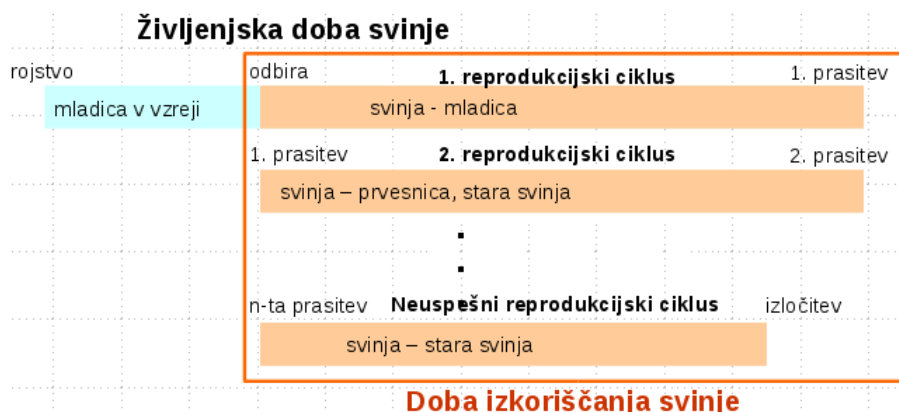 Življenjska doba svinje
rojstvo odbira 1. reprodukcijski ciklus 1. prasitev
mladica v vzreji svinja - mladica
1. prasitev 2. reprodukcijski ciklus 2. prasitev
svinja – prvesnica, stara svinja
n-ta prasitev Neuspešni reprodukcijski ciklus izločitev
svinja – stara svinja
Doba izkoriščanja svinje